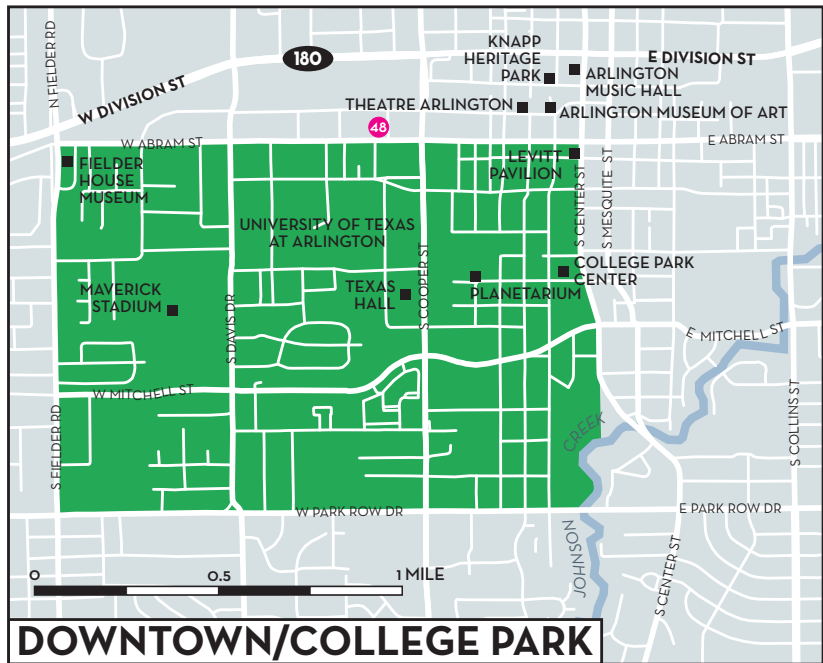 N FIELDER RD
W DIVISION ST
180
KNAPP
HERITAGE
PARK
E DIVISION ST
ARLINGTON
MUSIC HALL
THEATRE ARLINGTON
ARLINGTON MUSEUM OF ART
48
W ABRAM ST
E ABRAM ST
FIELDER
HOUSE
MUSEUM
LEVITT
PAVILION
S CENTER ST
S MESQUITE ST
UNIVERSITY OF TEXAS
AT ARLINGTON
S COOPER ST
COLLEGE PARK
CENTER
MAVERICK
STADIUM
TEXAS
HALL
PLANETARIUM
S DAVIS DR
E MITCHELL ST
W MITCHELL ST
S FIELDER RD
CREEK
S COLLINS ST
W PARK ROW DR
E PARK ROW DR
JOHNSON
S CENTER ST
0
0.5
1 MILE
DOWNTOWN/COLLEGE PARK